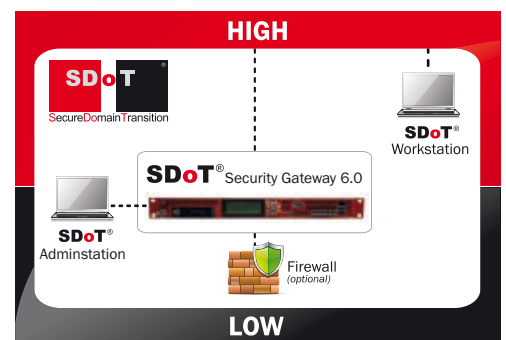 HIGH
SDoT®
SecureDomainTransition
SDoT®
Workstation
SDoT® Security Gateway 6.0
SDoT®
Adminstation
Firewall
(optional)
LOW